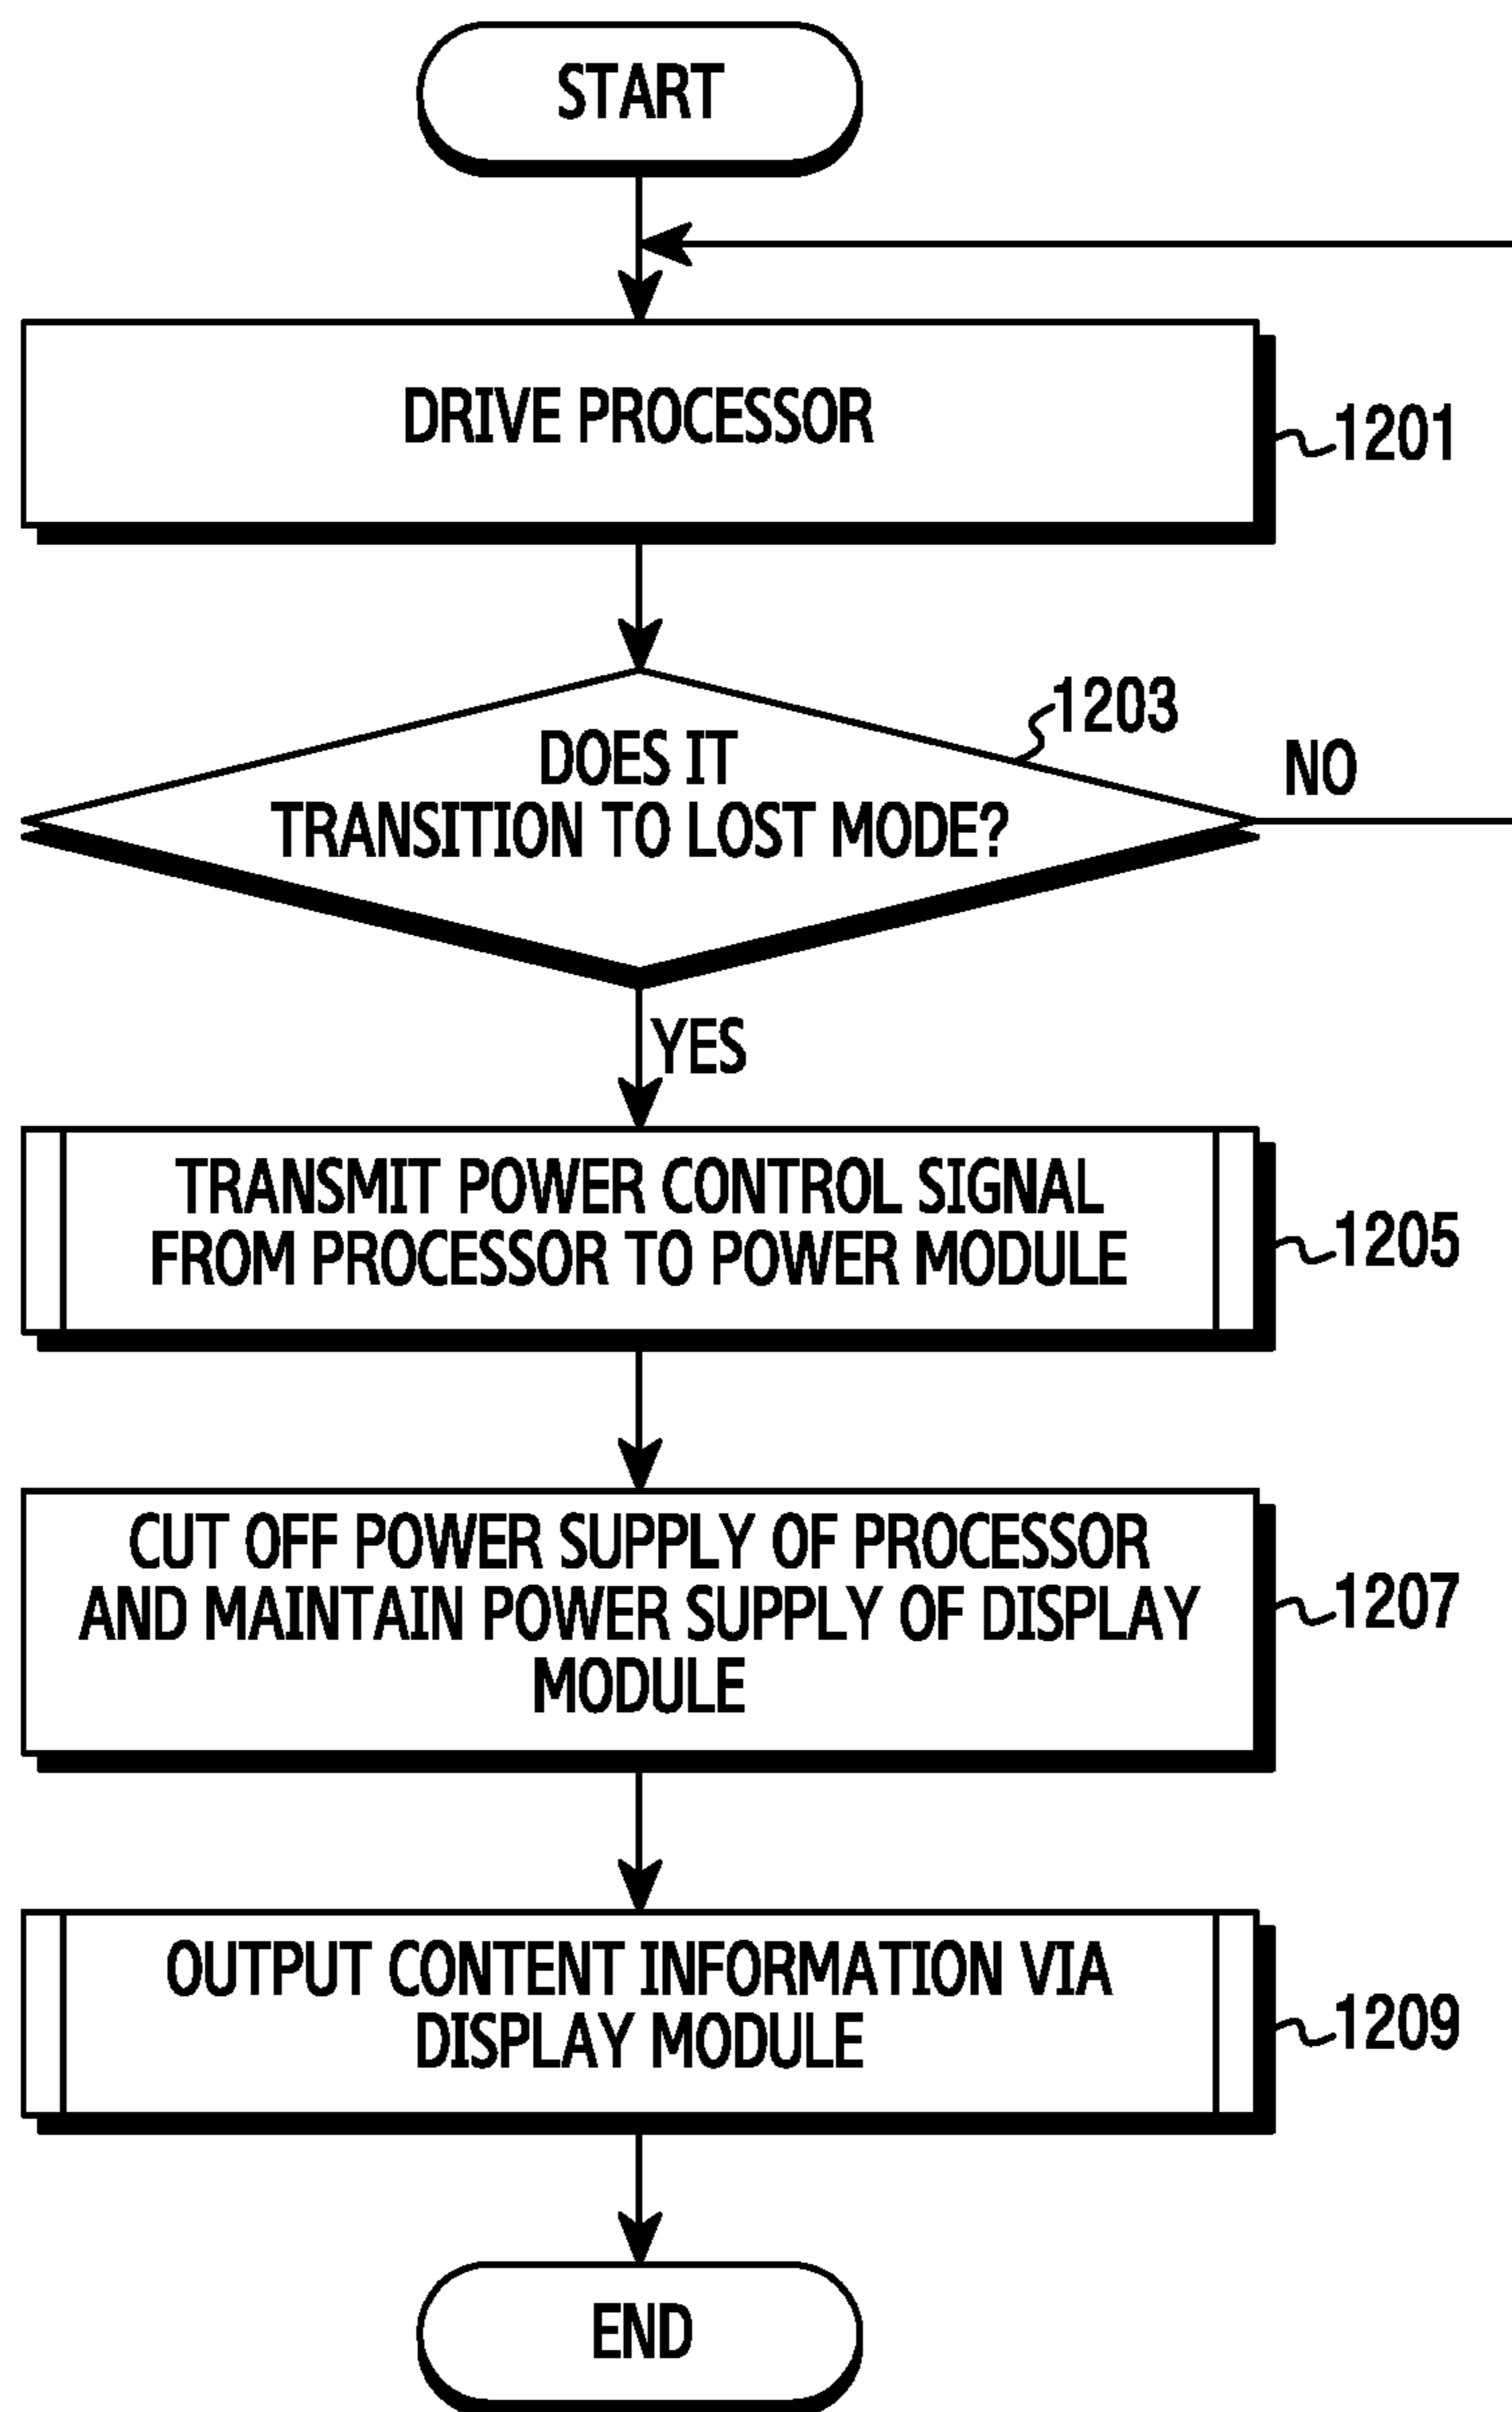 START
DRIVE PROCESSOR
1201
DOES IT
TRANSITION TO LOST MODE?
1203
NO
YES
TRANSMIT POWER CONTROL SIGNAL
FROM PROCESSOR TO POWER MODULE
1205
CUT OFF POWER SUPPLY OF PROCESSOR
AND MAINTAIN POWER SUPPLY OF DISPLAY
MODULE
1207
OUTPUT CONTENT INFORMATION VIA
DISPLAY MODULE
1209
END